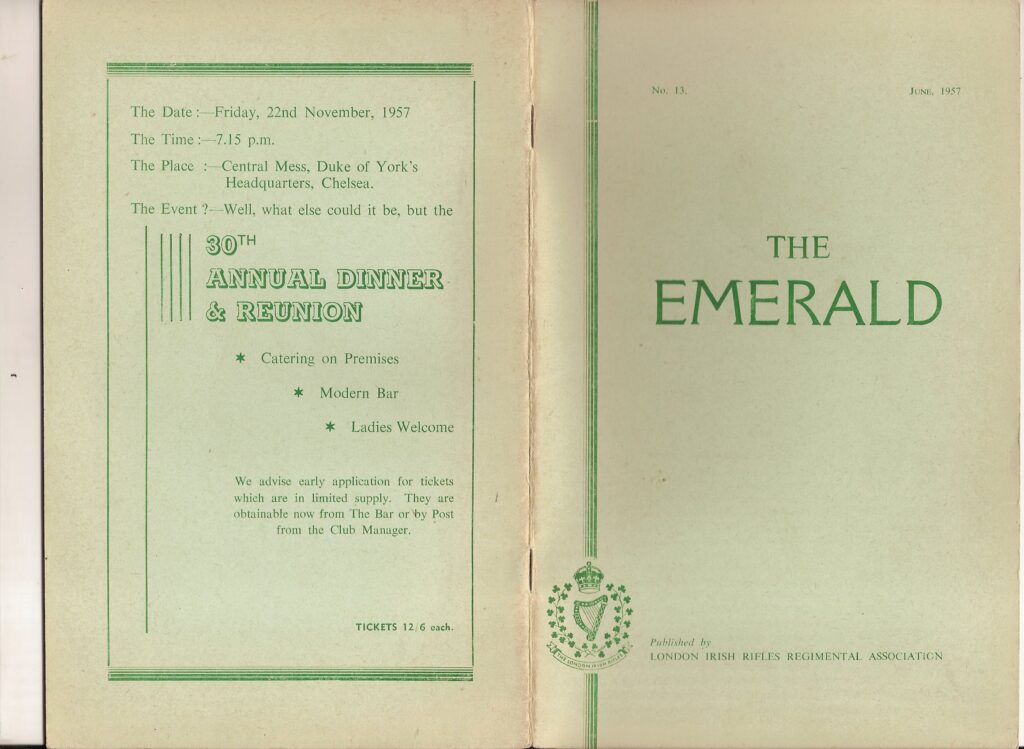 The Date :—Friday, 22nd November, 1957
The Time :—7.15 p.m.
The Place :—Central Mess, Duke of York's
Headquarters, Chelsea.
The Event ?—Well, what else could it be, but the
30TH
ANNUAL DINNER
& REUNION
✶ Catering on Premises
✶ Modern Bar
✶ Ladies Welcome
We advise early application for tickets
which are in limited supply. They are
obtainable now from The Bar or by Post
from the Club Manager.
TICKETS 12/6 each.
No. 13.
JUNE, 1957
THE
EMERALD
THE LONDON IRISH RIFLES
Published by
LONDON IRISH RIFLES REGIMENTAL ASSOCIATION